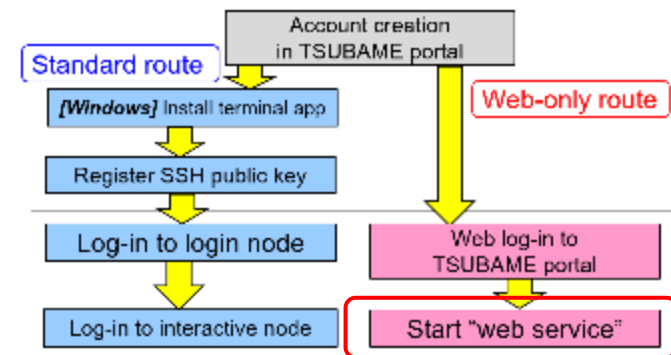 Account creation
in TSUBAME portal
Standard route
Web-only route
[Windows] Install terminal app
Register SSH public key
Log-in to login node
Web log-in to
TSUBAME portal
Log-in to interactive node
Start “web service”